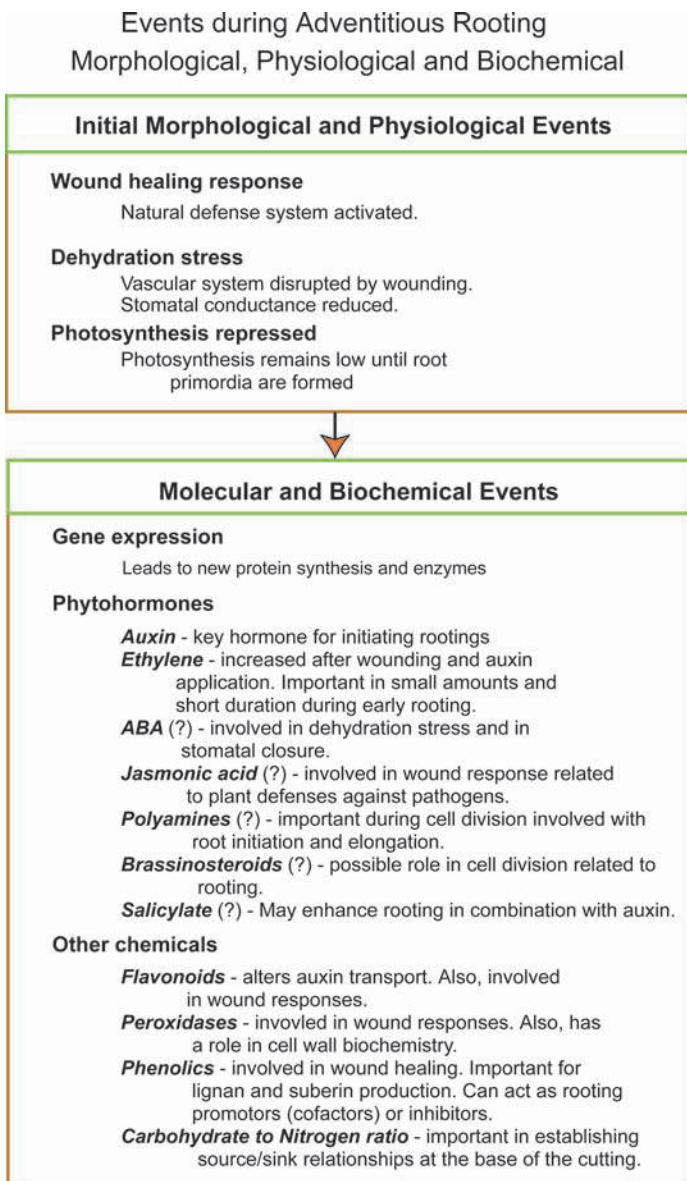 Events during Adventitious Rooting
Morphological, Physiological and Biochemical
Initial Morphological and Physiological Events
Wound healing response
Natural defense system activated.
Dehydration stress
Vascular system disrupted by wounding.
Stomatal conductance reduced.
Photosynthesis repressed
Photosynthesis remains low until root
primordia are formed
Molecular and Biochemical Events
Gene expression
Leads to new protein synthesis and enzymes
Phytohormones
Auxin - key hormone for initiating rootings
Ethylene - increased after wounding and auxin
application. Important in small amounts and
short duration during early rooting.
ABA (?) - involved in dehydration stress and in
stomatal closure.
Jasmonic acid (?) - involved in wound response related
to plant defenses against pathogens.
Polyamines (?) - important during cell division involved with
root initiation and elongation.
Brassinosteroids (?) - possible role in cell division related to
rooting.
Salicylate (?) - May enhance rooting in combination with auxin.
Other chemicals
Flavonoids - alters auxin transport. Also, involved
in wound responses.
Peroxidases - invovled in wound responses. Also, has
a role in cell wall biochemistry.
Phenolics - involved in wound healing. Important for
lignan and suberin production. Can act as rooting
promotors (cofactors) or inhibitors.
Carbohydrate to Nitrogen ratio - important in establishing
source/sink relationships at the base of the cutting.